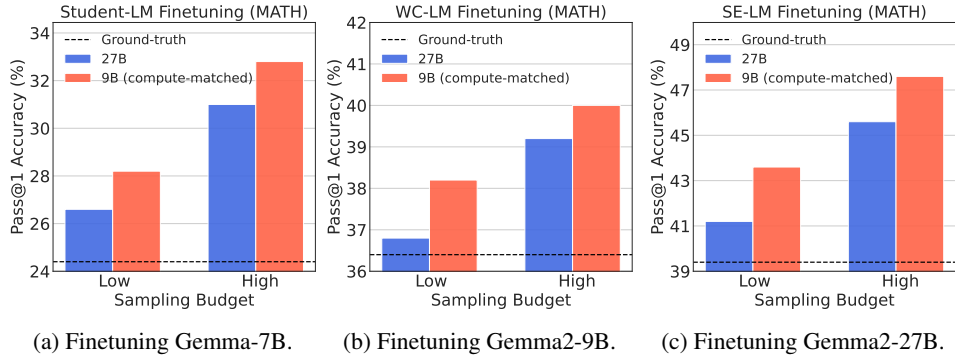 Student-LM Finetuning (MATH)
Pass@1 Accuracy (%)
34
32
30
28
26
24
Ground-truth
27B
9B (compute-matched)
Low
High
Sampling Budget
(a) Finetuning Gemma-7B.
WC-LM Finetuning (MATH)
Pass@1 Accuracy (%)
42
41
40
39
38
37
36
Ground-truth
27B
9B (compute-matched)
Low
High
Sampling Budget
(b) Finetuning Gemma2-9B.
SE-LM Finetuning (MATH)
Pass@1 Accuracy (%)
49
47
45
43
41
39
Ground-truth
27B
9B (compute-matched)
Low
High
Sampling Budget
(c) Finetuning Gemma2-27B.